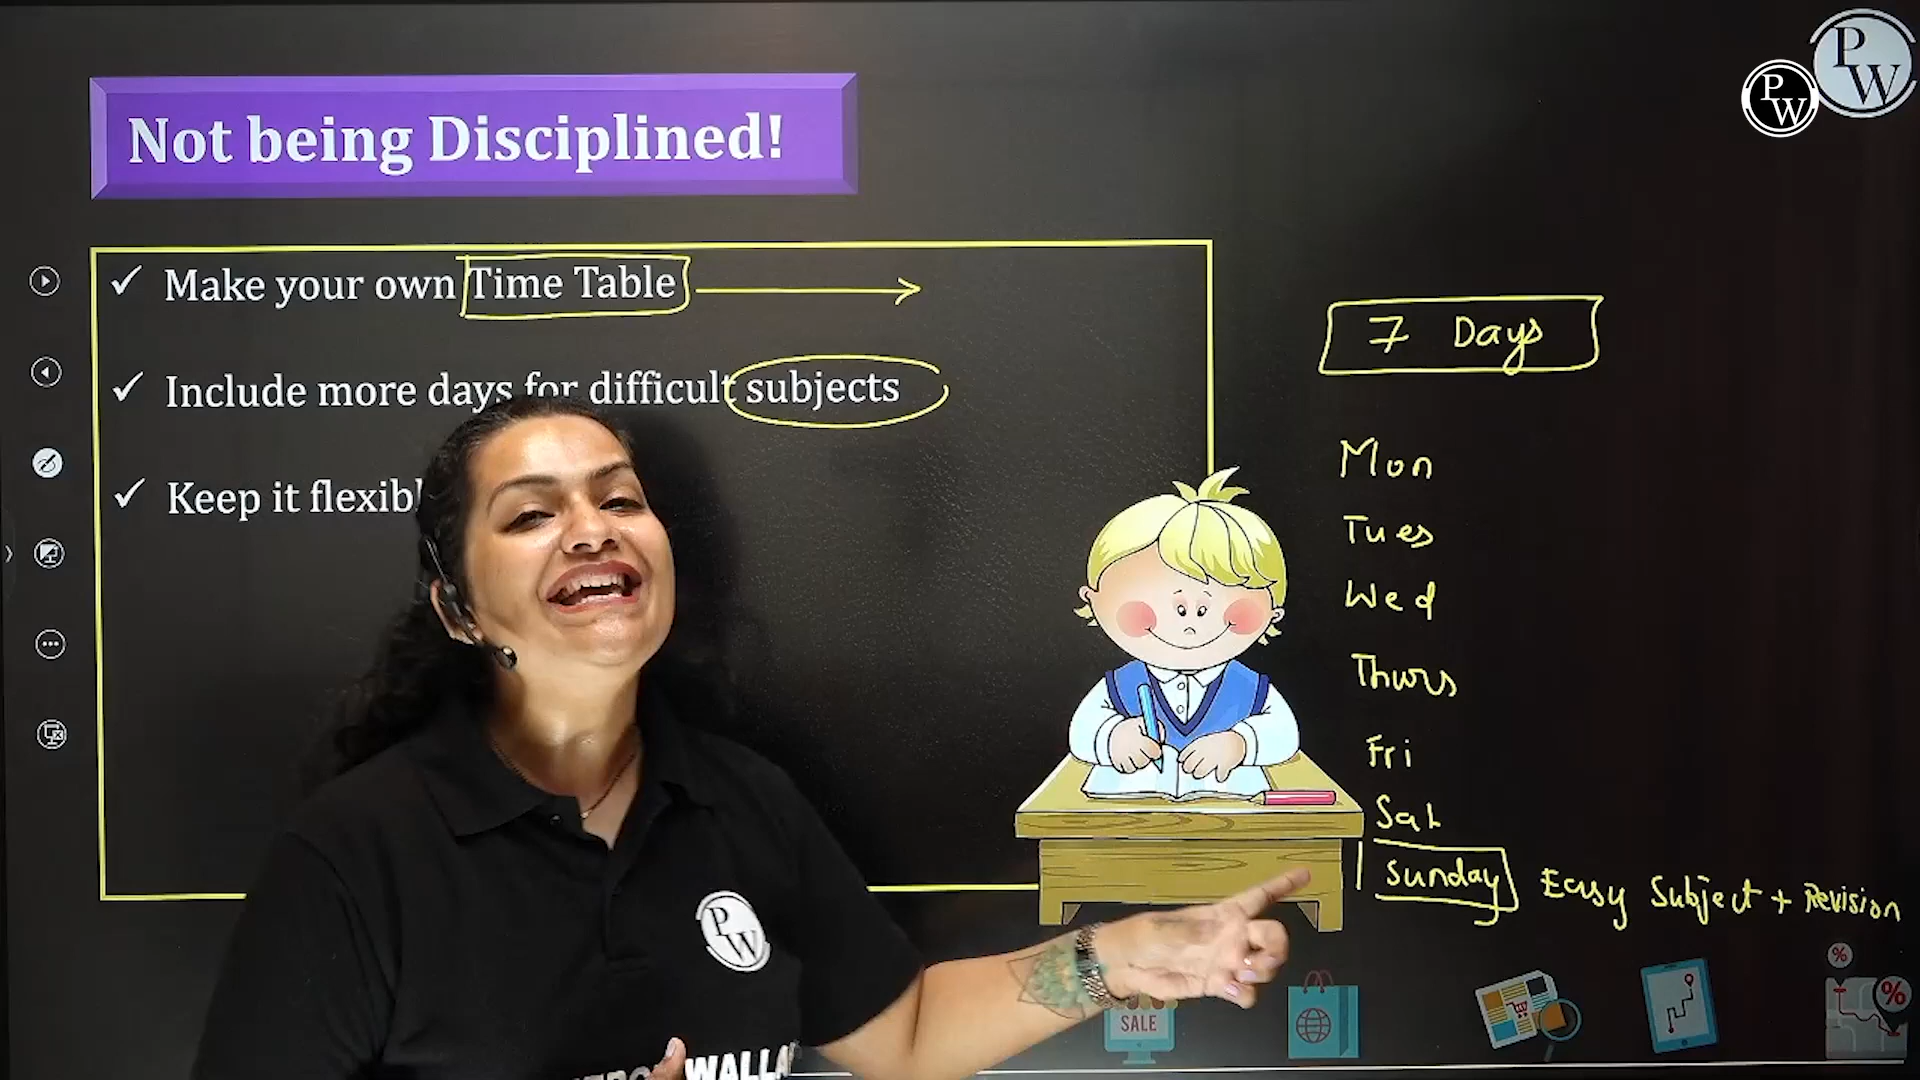 P
W
P
W
Not being Disciplined!
✓ Make your own Time Table
✓ Include more days for difficult subjects
✓ Keep it flexibl
7 Days
Mon
Tues
Wed
Thurs
Fri
Sat
Sunday Easy Subject + Revision
P
W
SALE
%
%
WALLA